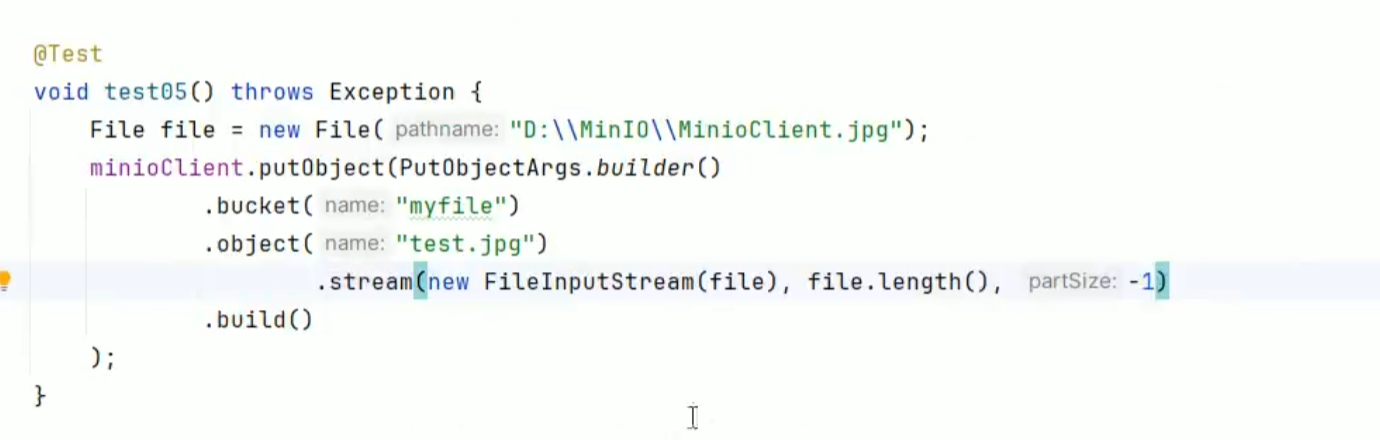 @Test
void test05() throws Exception {
    File file = new File( pathname: "D:\\MinIO\\MinioClient.jpg");
    minioClient.putObject(PutObjectArgs.builder()
            .bucket( name: "myfile")
            .object( name: "test.jpg")
                    .stream(new FileInputStream(file), file.length(),  partSize: -1)
            .build()
    );
}